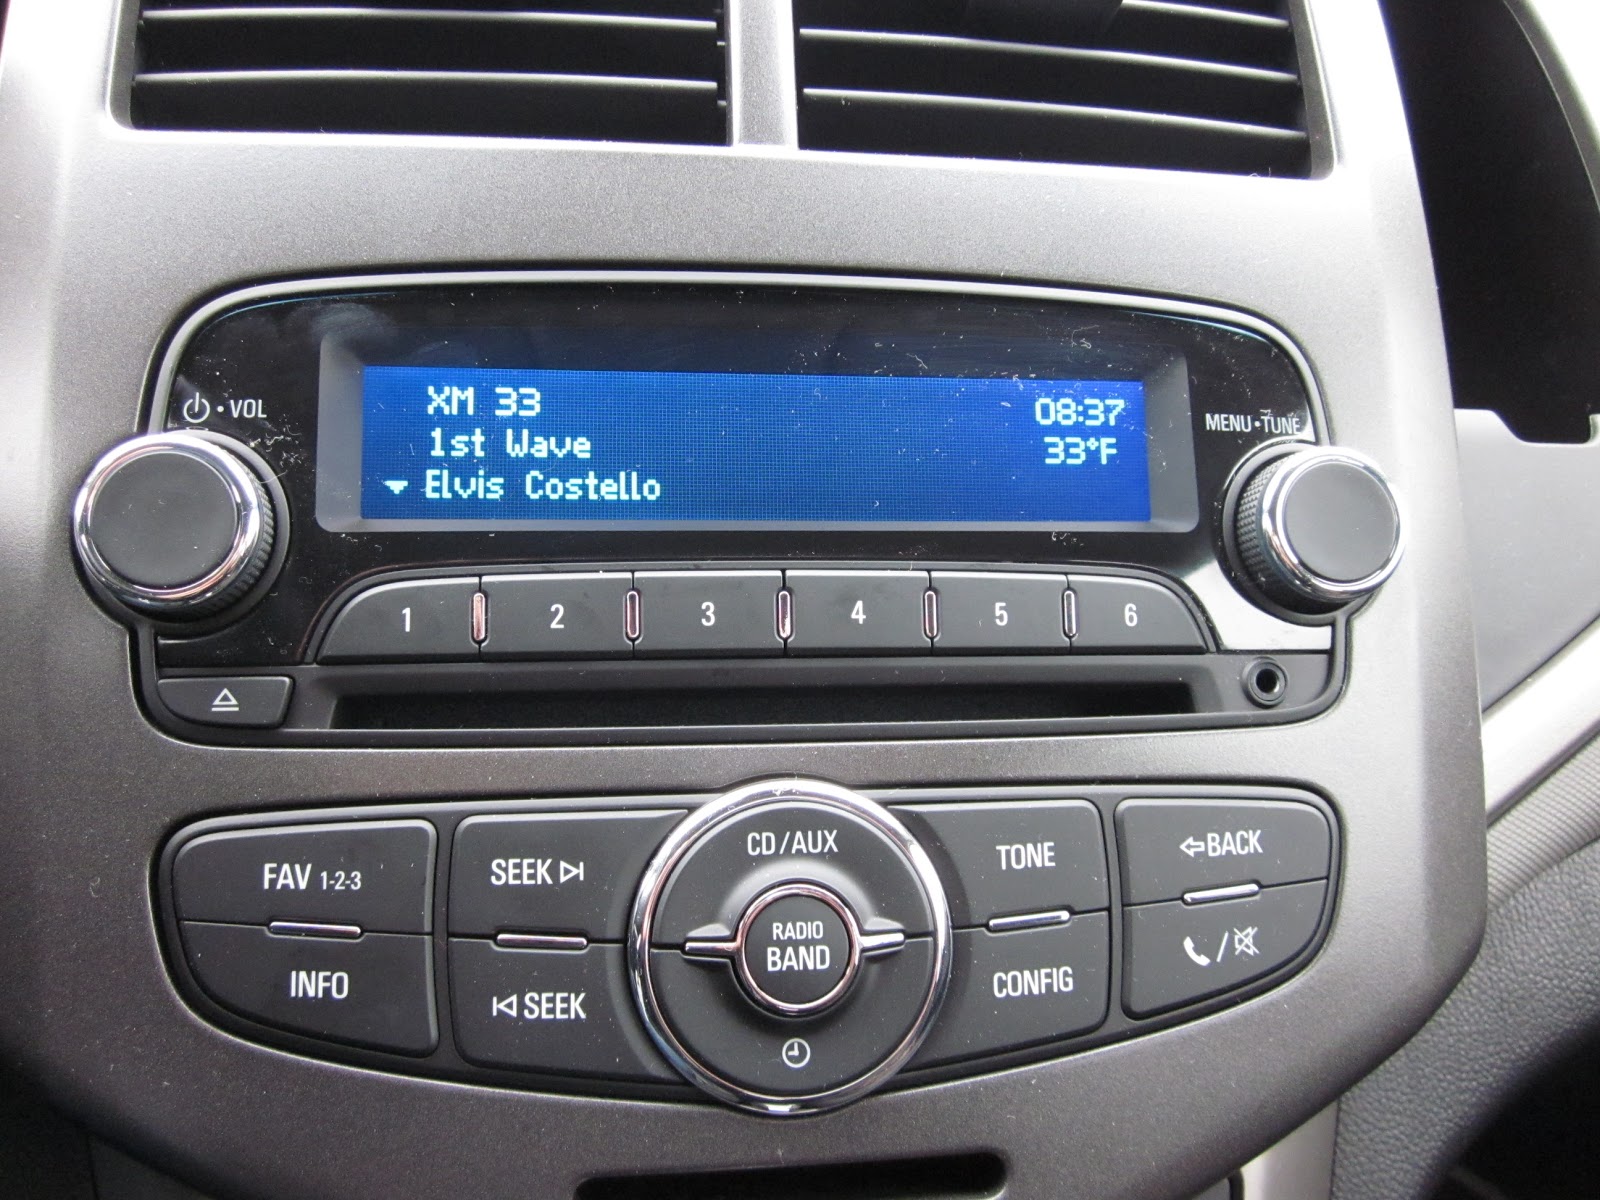 XM 33
08:37
1st Wave
33°F
Elvis Costello
VOL
MENU•TUNE
1 2 3 4 5 6
CD/AUX
FAV 1-2-3
SEEK
TONE
BACK
RADIO
BAND
INFO
SEEK
CONFIG
/